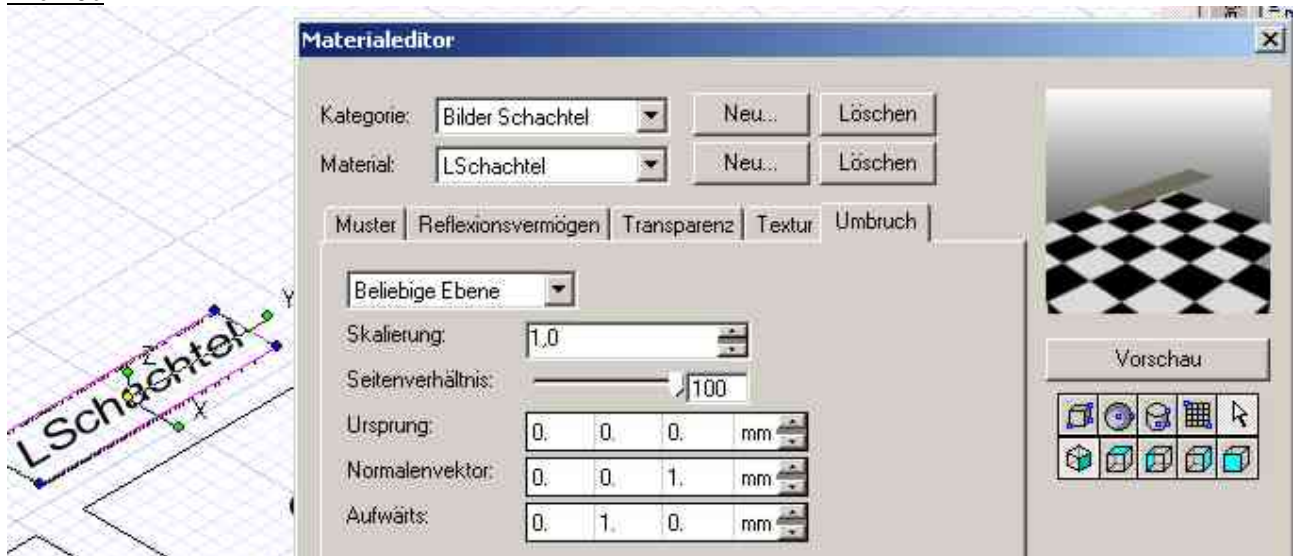 Materialeditor
Kategorie: Bilder Schachtel Neu... Löschen
Material: LSchachtel Neu... Löschen
Muster Reflexionsvermögen Transparenz Textur Umbruch
Beliebige Ebene
Skalierung: 1,0
Seitenverhältnis: 100
Ursprung: 0. 0. 0. mm
Normalenvektor: 0. 0. 1. mm
Aufwärts: 0. 1. 0. mm
Vorschau
Y
Z
X
LSchachtel